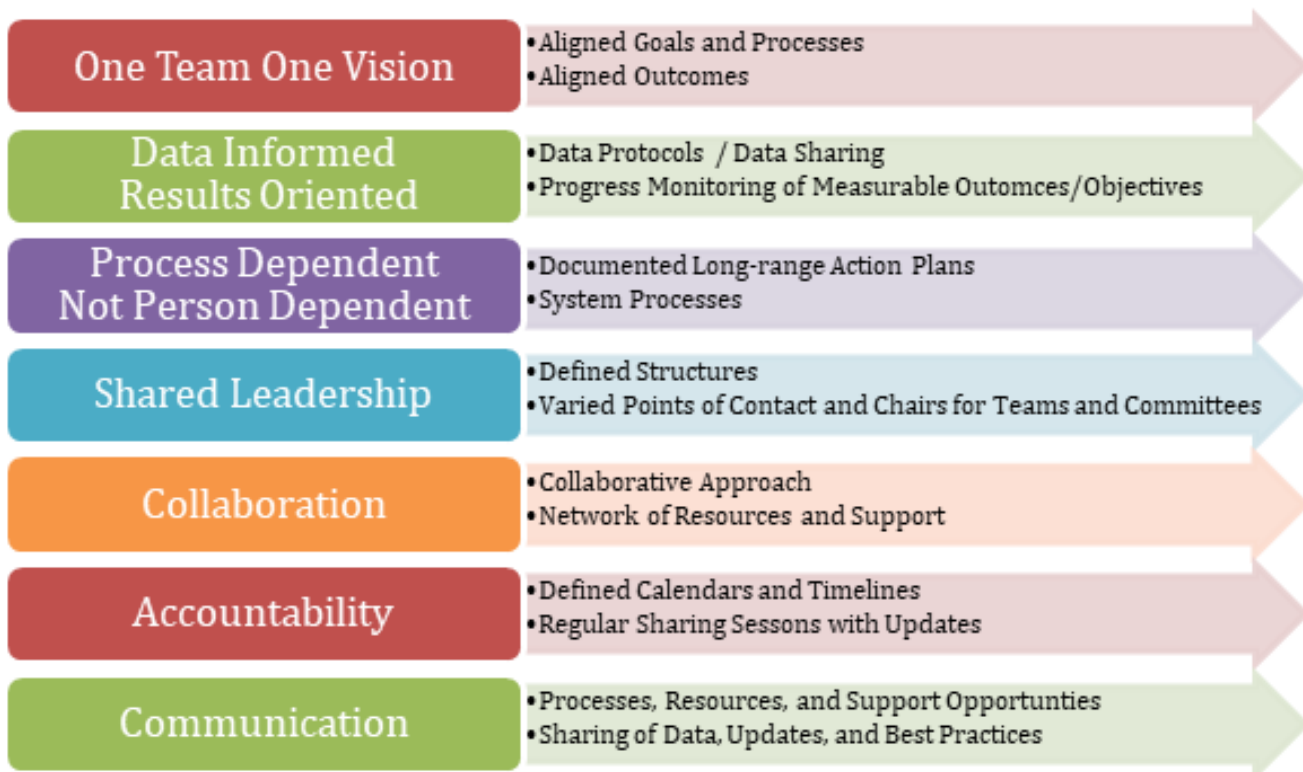 One Team One Vision
•Aligned Goals and Processes
•Aligned Outcomes
Data Informed
Results Oriented
•Data Protocols / Data Sharing
•Progress Monitoring of Measurable Outomces/Objectives
Process Dependent
Not Person Dependent
•Documented Long-range Action Plans
•System Processes
Shared Leadership
•Defined Structures
•Varied Points of Contact and Chairs for Teams and Committees
Collaboration
•Collaborative Approach
•Network of Resources and Support
Accountability
•Defined Calendars and Timelines
•Regular Sharing Sessons with Updates
Communication
•Processes, Resources, and Support Opportunties
•Sharing of Data, Updates, and Best Practices